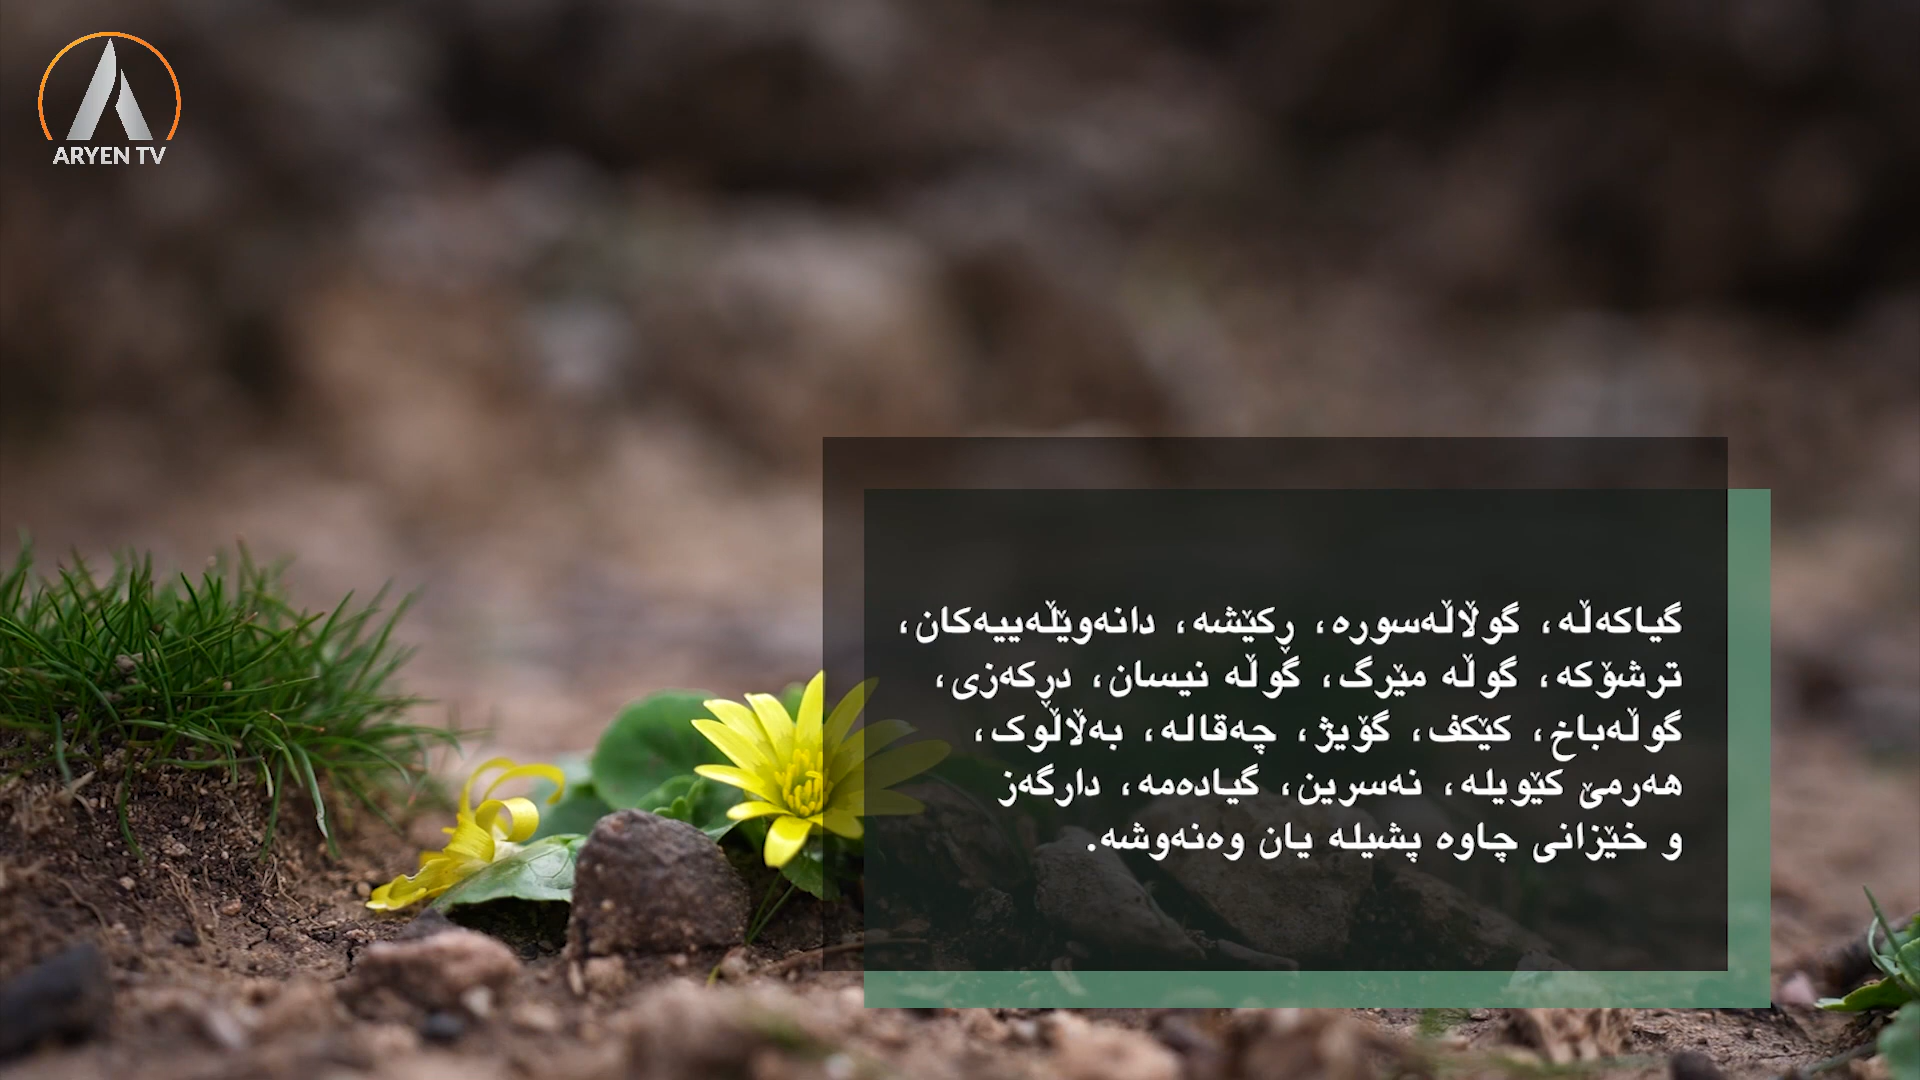 ARYEN TV
گیاکەڵە، گوڵاڵەسورە، ڕکێشە، دانەوێڵەییەکان،
ترشۆکە، گوڵە مێرگ، گوڵە نیسان، دڕکەزی،
گوڵەباخ، کێکف، گۆیژ، چەقالە، بەڵاڵوک،
هەرمێ کێویلە، نەسرین، گیادەمە، دارگەز
و خێزانی چاوە پشیلە یان وەنەوشە.